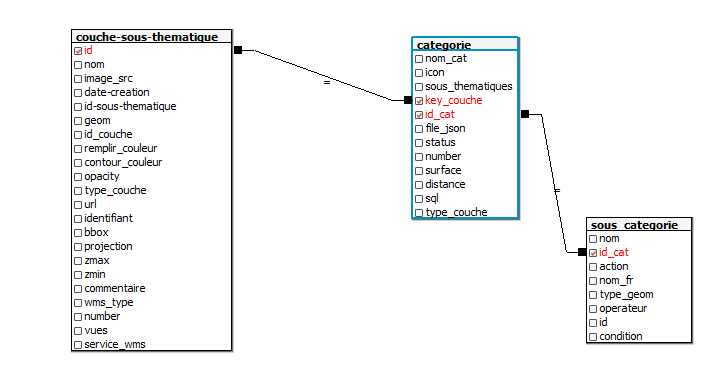 couche-sous-thematique
id
nom
image_src
date-creation
id-sous-thematique
geom
id_couche
remplir_couleur
contour_couleur
opacity
type_couche
url
identifiant
bbox
projection
zmax
zmin
commentaire
wms_type
number
vues
service_wms
=
categorie
nom_cat
icon
sous_thematiques
key_couche
id_cat
file_json
status
number
surface
distance
sql
type_couche
=
sous_categorie
nom
id_cat
action
nom_fr
type_geom
operateur
id
condition